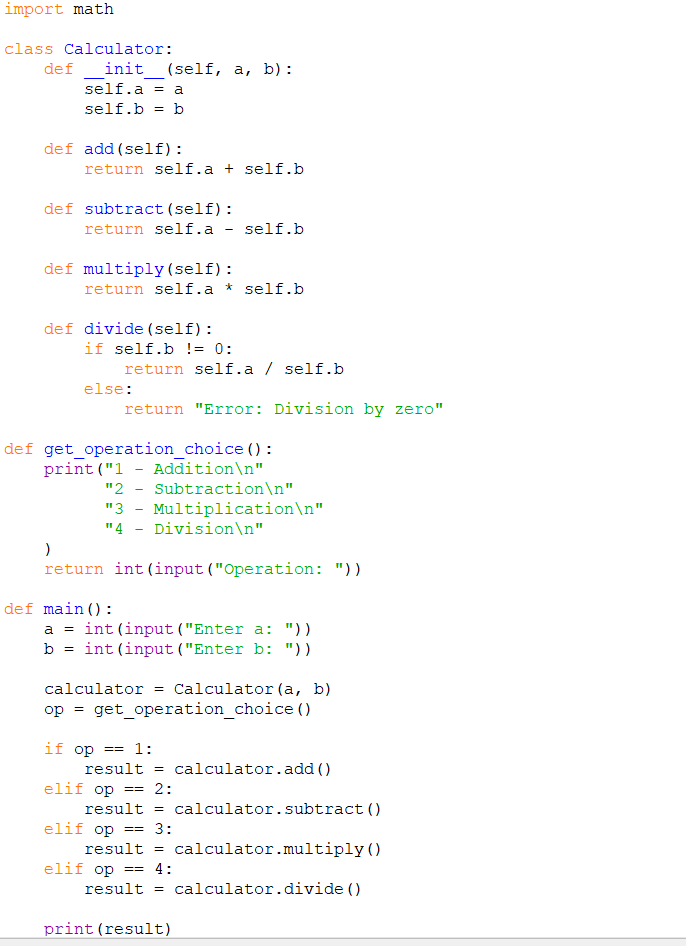 import math

class Calculator:
    def __init__(self, a, b):
        self.a = a
        self.b = b

    def add(self):
        return self.a + self.b

    def subtract(self):
        return self.a - self.b

    def multiply(self):
        return self.a * self.b

    def divide(self):
        if self.b != 0:
            return self.a / self.b
        else:
            return "Error: Division by zero"

def get_operation_choice():
    print("1 - Addition\n"
          "2 - Subtraction\n"
          "3 - Multiplication\n"
          "4 - Division\n"
    )
    return int(input("Operation: "))

def main():
    a = int(input("Enter a: "))
    b = int(input("Enter b: "))

    calculator = Calculator(a, b)
    op = get_operation_choice()

    if op == 1:
        result = calculator.add()
    elif op == 2:
        result = calculator.subtract()
    elif op == 3:
        result = calculator.multiply()
    elif op == 4:
        result = calculator.divide()

    print(result)